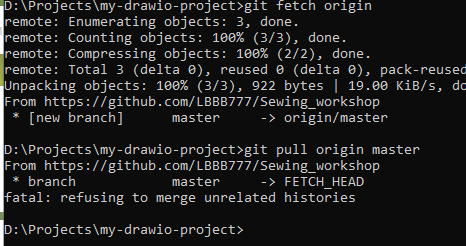 D:\Projects\my-drawio-project>git fetch origin
remote: Enumerating objects: 3, done.
remote: Counting objects: 100% (3/3), done.
remote: Compressing objects: 100% (2/2), done.
remote: Total 3 (delta 0), reused 0 (delta 0), pack-reused
Unpacking objects: 100% (3/3), 922 bytes | 19.00 KiB/s, do
From https://github.com/LBBB777/Sewing_workshop
 * [new branch]      master     -> origin/master
D:\Projects\my-drawio-project>git pull origin master
From https://github.com/LBBB777/Sewing_workshop
 * branch            master     -> FETCH_HEAD
fatal: refusing to merge unrelated histories
D:\Projects\my-drawio-project>